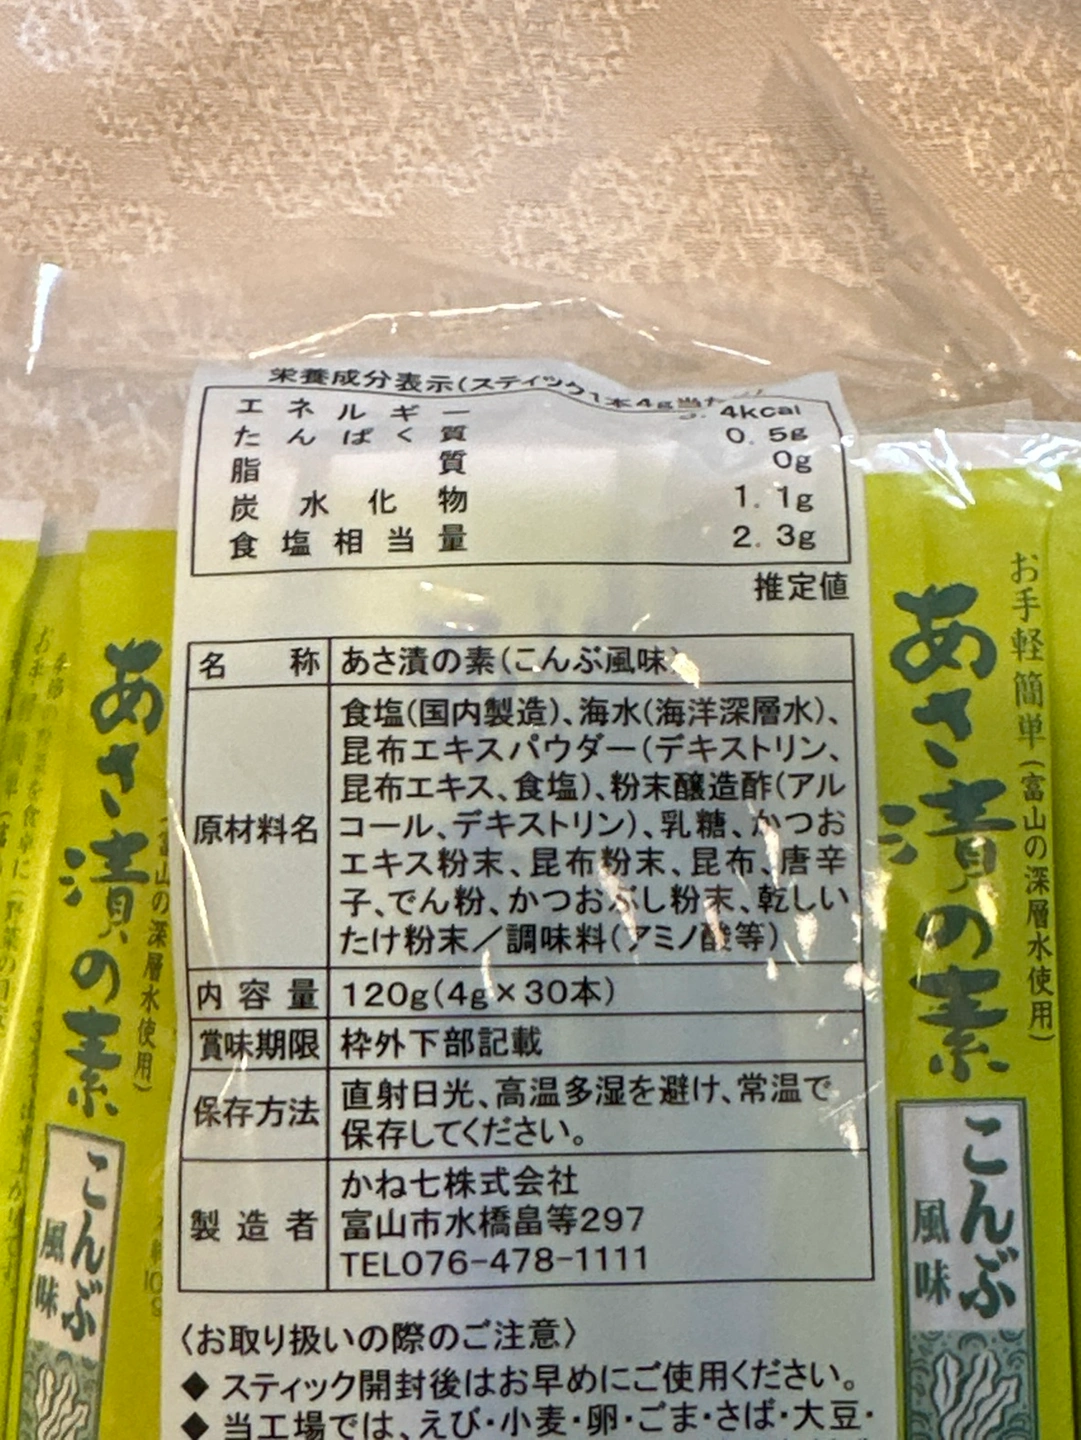 栄養成分表示(スティック1本4g当たり)
エネルギー 4kcal
たんぱく質 0.5g
脂質 0g
炭水化物 1.1g
食塩相当量 2.3g
推定値
名称 あさ漬の素(こんぶ風味)
原材料名
食塩(国内製造)、海水(海洋深層水)、
昆布エキスパウダー(デキストリン、
昆布エキス、食塩)、粉末醸造酢(アル
コール、デキストリン)、乳糖、かつお
エキス粉末、昆布粉末、昆布、唐辛
子、でん粉、かつおぶし粉末、乾しい
たけ粉末/調味料(アミノ酸等)
内容量 120g(4g×30本)
賞味期限 枠外下部記載
保存方法
直射日光、高温多湿を避け、常温で
保存してください。
製造者
かね七株式会社
富山市水橋畠等297
TEL076-478-1111
〈お取り扱いの際のご注意〉
◆ スティック開封後はお早めにご使用ください。
◆ 当工場では、えび・小麦・卵・ごま・さば・大豆・
お手軽簡単(富山の深層水使用)
あさ漬の素
こんぶ
風味
あさ漬の素
(富山の深層水使用)
こんぶ
風味